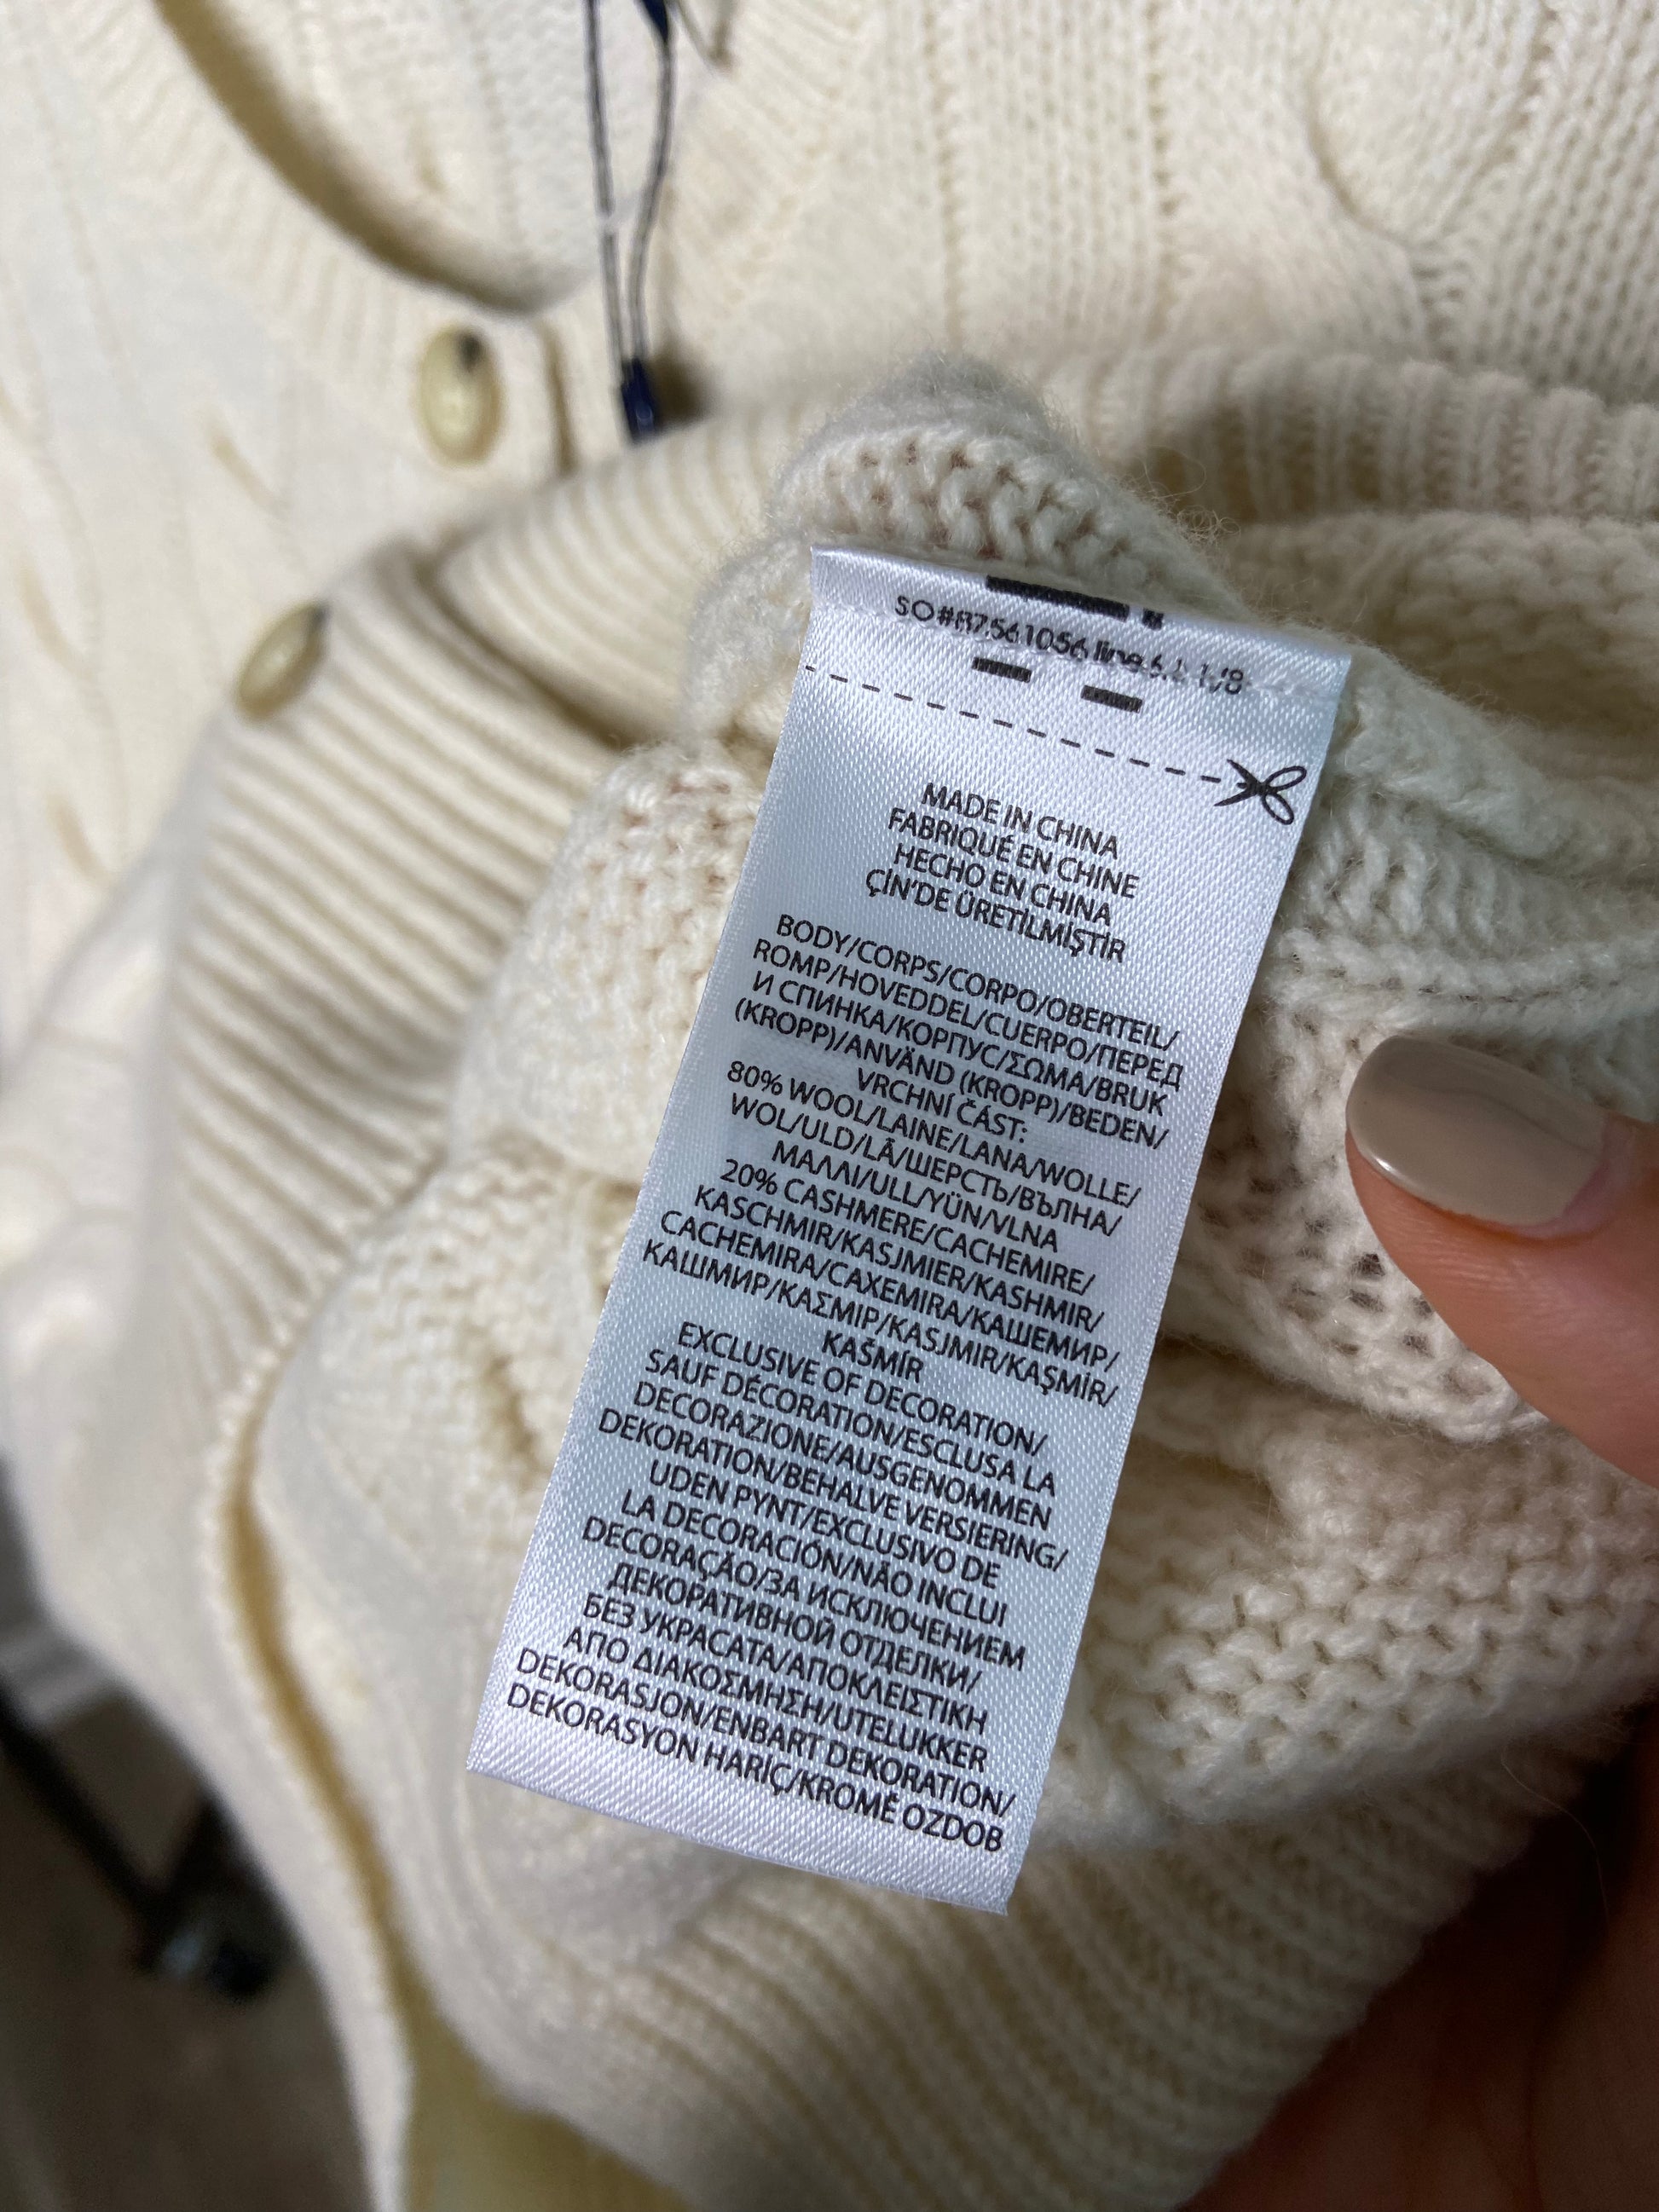 SO#B7561056 line 6.1 1/8
MADE IN CHINA
FABRIQUÉ EN CHINE
HECHO EN CHINA
ÇİN'DE ÜRETİLMİŞTİR
BODY/CORPS/CORPO/OBERTEIL/
ROMP/HOVEDDEL/CUERPO/ПЕРЕД
И СПИНКА/КОРПУС/ΣΩΜΑ/BRUK
(KROPP)/ANVÄND (KROPP)/BEDEN/
VRCHNÍ ČÁST:
80% WOOL/LAINE/LANA/WOLLE/
WOL/ULD/LÃ/ШЕРСТЬ/ВЪЛНА/
ΜΑΛΛΙ/ULL/YÜN/VLNA
20% CASHMERE/CACHEMIRE/
KASCHMIR/KASJMIER/KASHMIR/
CACHEMIRA/CAXEMIRA/КАШЕМИР/
КАШМИР/ΚΑΣΜΙΡ/KASJMIR/KAŞMİR/
KAŠMÍR
EXCLUSIVE OF DECORATION/
SAUF DÉCORATION/ESCLUSA LA
DECORAZIONE/AUSGENOMMEN
DEKORATION/BEHALVE VERSIERING/
UDEN PYNT/EXCLUSIVO DE
LA DECORACIÓN/NÃO INCLUI
DECORAÇÃO/ЗА ИСКЛЮЧЕНИЕМ
ДЕКОРАТИВНОЙ ОТДЕЛКИ/
БЕЗ УКРАСАТА/ΑΠΟΚΛΕΙΣΤΙΚΗ
ΑΠΟ ΔΙΑΚΟΣΜΗΣΗ/UTELUKKER
DEKORASJON/ENBART DEKORATION/
DEKORASYON HARİÇ/KROMĚ OZDOB